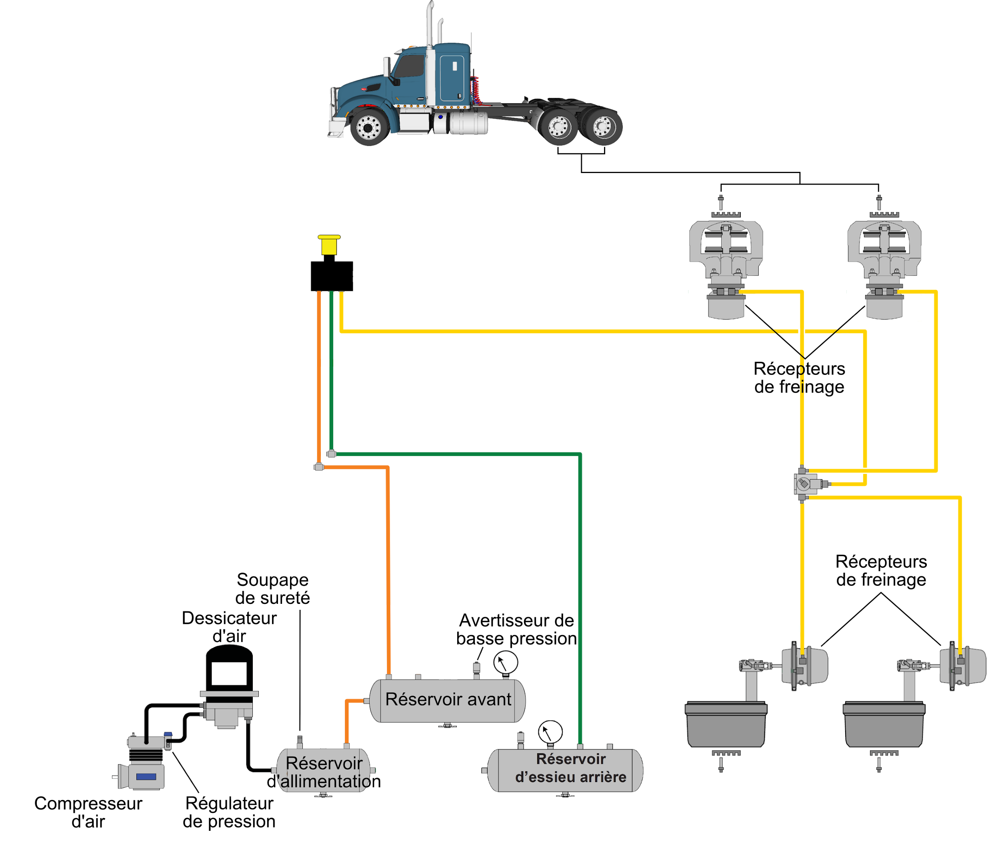 Récepteurs
de freinage
Récepteurs
de freinage
Soupape
de sureté
Dessicateur
d'air
Avertisseur de
basse pression
Réservoir avant
Réservoir
d'allimentation
Réservoir
d’essieu arrière
Compresseur
d'air
Régulateur
de pression